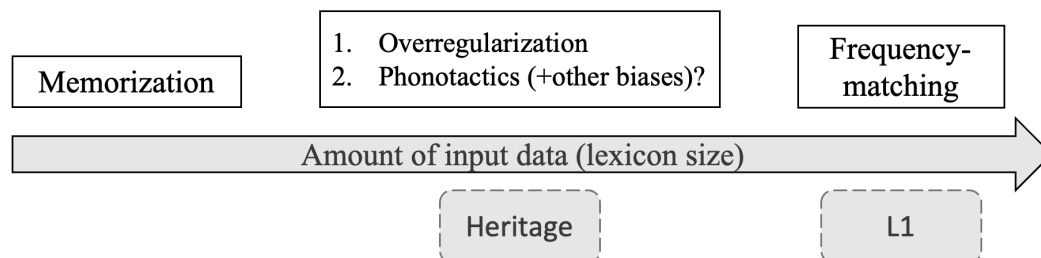 Memorization
1. Overregularization
2. Phonotactics (+other biases)?
Frequency-
matching
Amount of input data (lexicon size)
Heritage
L1